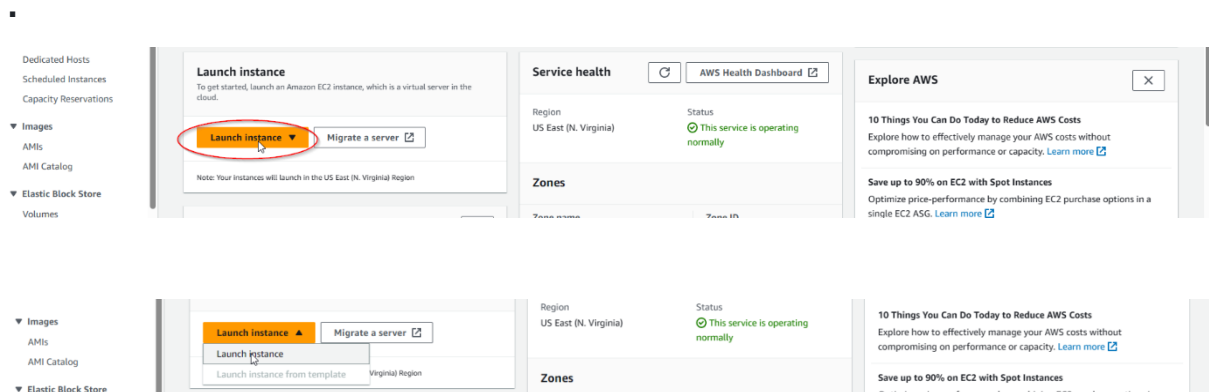 Dedicated Hosts
Scheduled Instances
Capacity Reservations
Images
AMIs
AMI Catalog
Elastic Block Store
Volumes
Launch instance
To get started, launch an Amazon EC2 instance, which is a virtual server in the
cloud.
Launch instance
Migrate a server
Note: Your instances will launch in the US East (N. Virginia) Region
Service health
AWS Health Dashboard
Region
US East (N. Virginia)
Status
This service is operating
normally
Zones
Zone name
Zone ID
Explore AWS
10 Things You Can Do Today to Reduce AWS Costs
Explore how to effectively manage your AWS costs without
compromising on performance or capacity. Learn more
Save up to 90% on EC2 with Spot Instances
Optimize price-performance by combining EC2 purchase options in a
single EC2 ASG. Learn more
Images
AMIs
AMI Catalog
Elastic Block Store
Launch instance
Migrate a server
Launch instance
Launch instance from template
Virginia) Region
Region
US East (N. Virginia)
Status
This service is operating
normally
Zones
10 Things You Can Do Today to Reduce AWS Costs
Explore how to effectively manage your AWS costs without
compromising on performance or capacity. Learn more
Save up to 90% on EC2 with Spot Instances